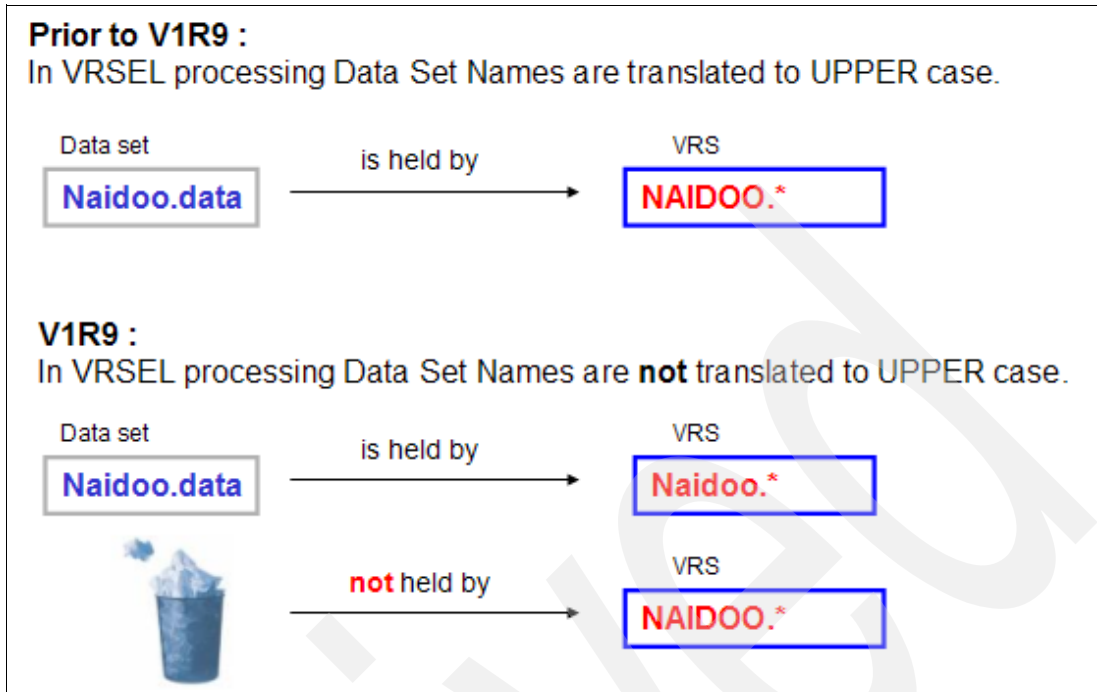 Prior to V1R9 :
In VRSEL processing Data Set Names are translated to UPPER case.
Data set
is held by
VRS
Naidoo.data
NAIDOO.*
V1R9 :
In VRSEL processing Data Set Names are not translated to UPPER case.
Data set
is held by
VRS
Naidoo.data
Naidoo.*
not held by
VRS
NAIDOO.*